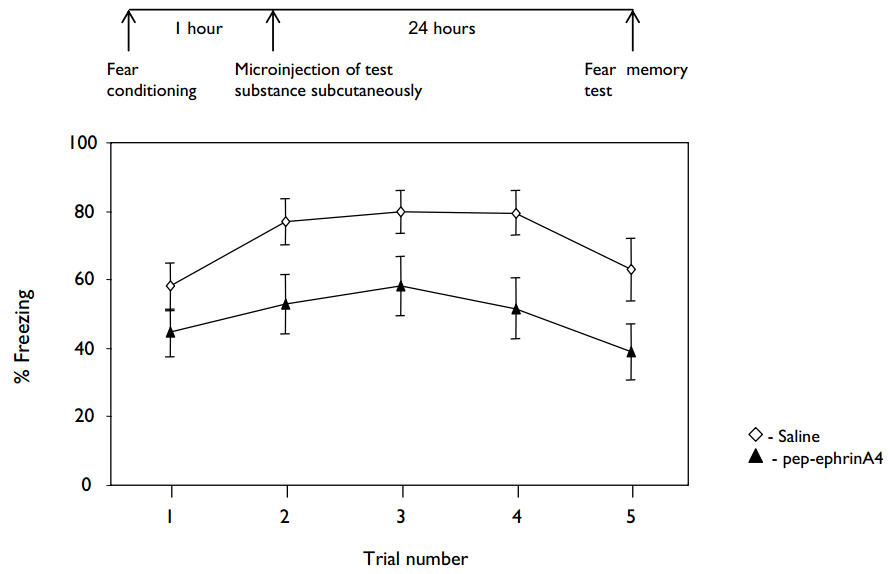 1 hour
24 hours
Fear
conditioning
Microinjection of test
substance subcutaneously
Fear memory
test
100
80
60
40
20
0
% Freezing
1 2 3 4 5
Trial number
- Saline
- pep-ephrinA4